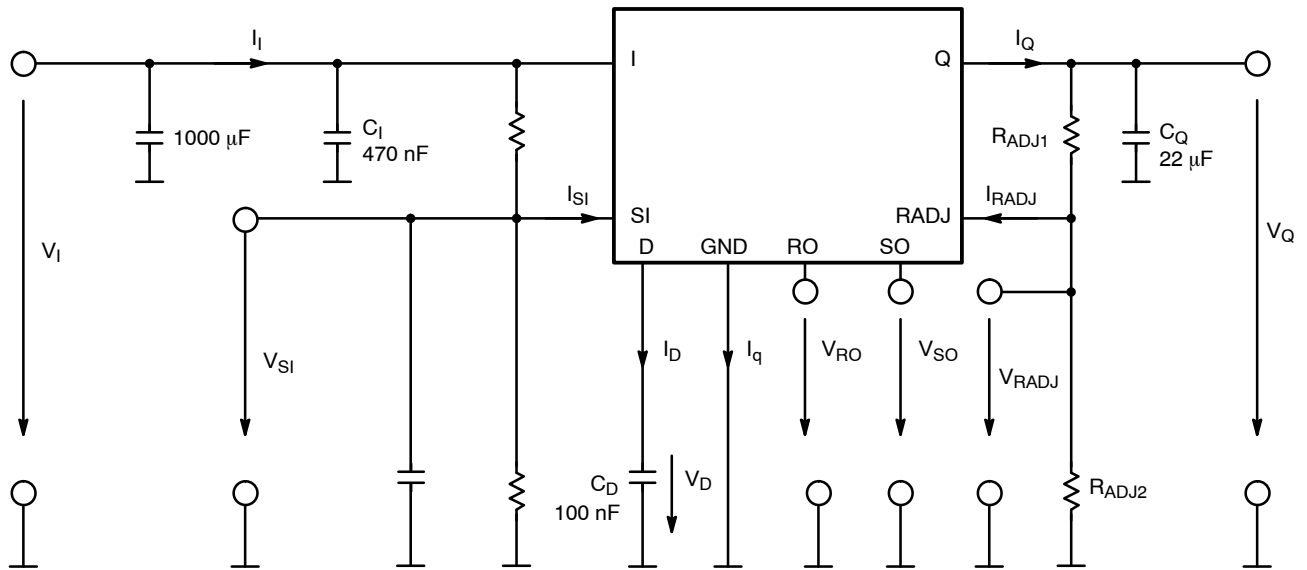 I_I
I
Q
I_Q
1000 μF
C_I
470 nF
R_ADJ1
C_Q
22 μF
I_SI
SI
RADJ
I_RADJ
D
GND
RO
SO
V_I
V_Q
V_SI
I_D
I_q
V_RO
V_SO
V_RADJ
C_D
100 nF
V_D
R_ADJ2